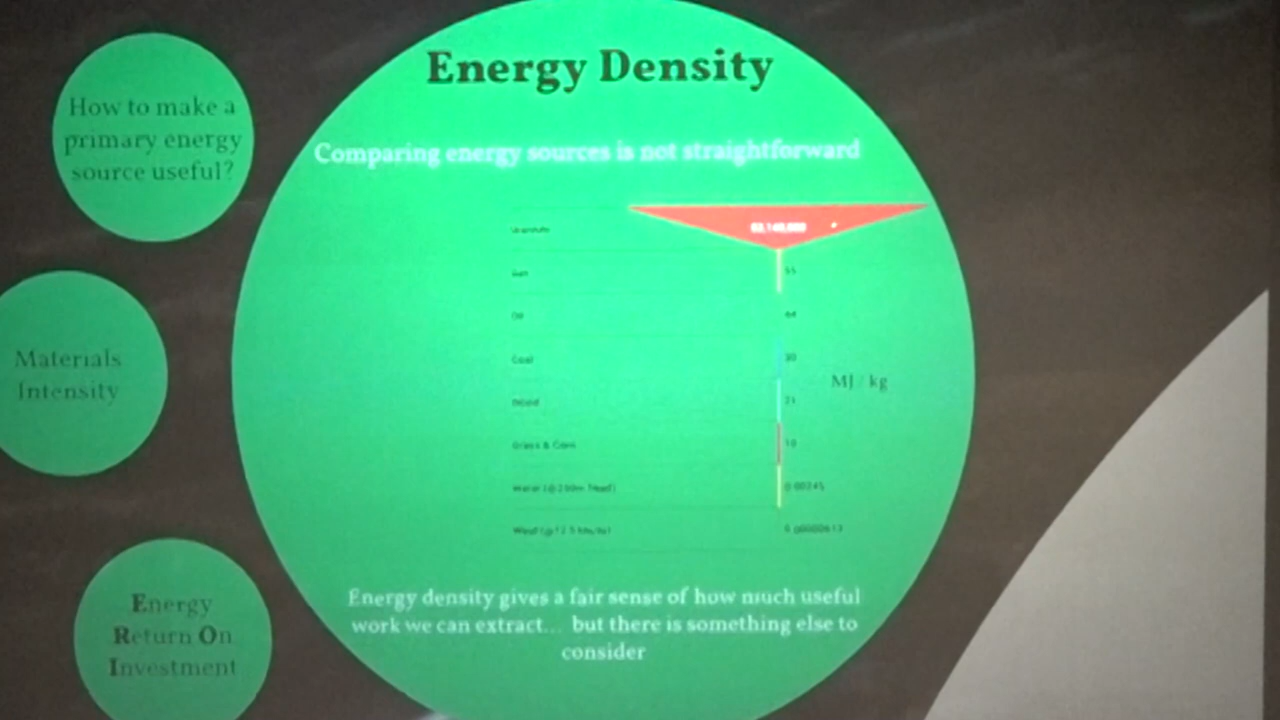 Energy Density
Comparing energy sources is not straightforward
How to make a
primary energy
source useful?
Materials
Intensity
Energy
Return On
Investment
55
Coal
30
MJ / kg
10
Energy density gives a fair sense of how much useful
work we can extract... but there is something else to
consider